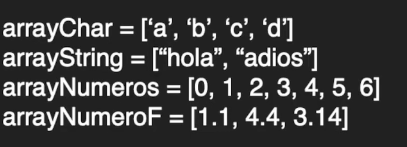 arrayChar = [‘a’, ‘b’, ‘c’, ‘d’]
arrayString = [“hola”, “adios”]
arrayNumeros = [0, 1, 2, 3, 4, 5, 6]
arrayNumeroF = [1.1, 4.4, 3.14]